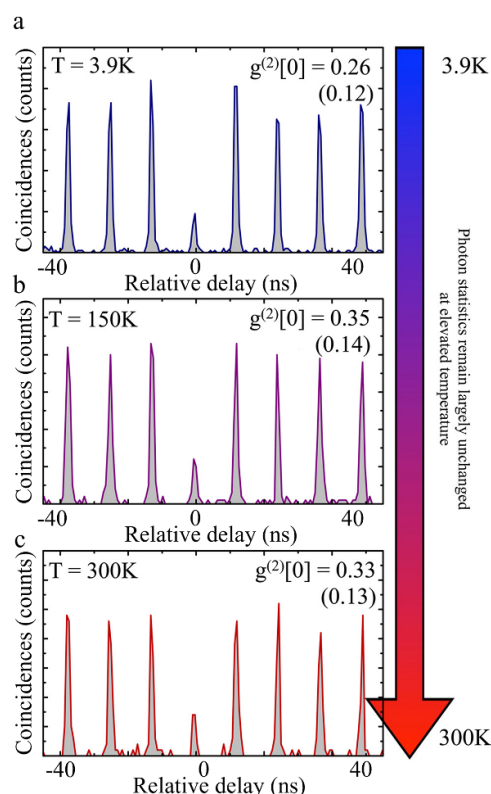 a
T = 3.9K
g⁽²⁾[0] = 0.26
(0.12)
Coincidences (counts)
-40 0 40
Relative delay (ns)
b
T = 150K
g⁽²⁾[0] = 0.35
(0.14)
Coincidences (counts)
-40 0 40
Relative delay (ns)
c
T = 300K
g⁽²⁾[0] = 0.33
(0.13)
Coincidences (counts)
-40 0 40
Relative delay (ns)
3.9K
Photon statistics remain largely unchanged
at elevated temperature
300K